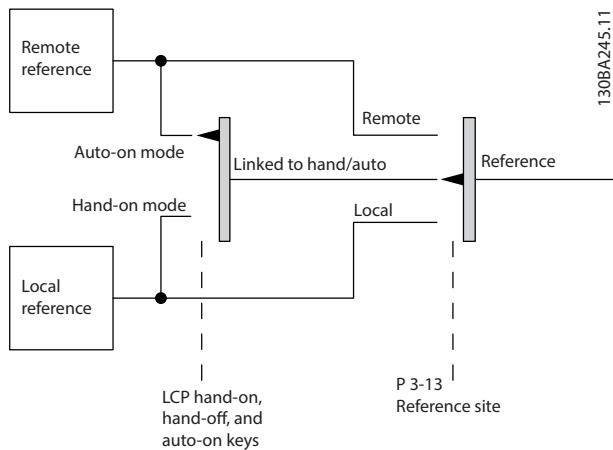 Remote
reference
130BA245.11
Remote
Auto-on mode
Linked to hand/auto
Reference
Hand-on mode
Local
Local
reference
LCP hand-on,
hand-off, and
auto-on keys
P 3-13
Reference site